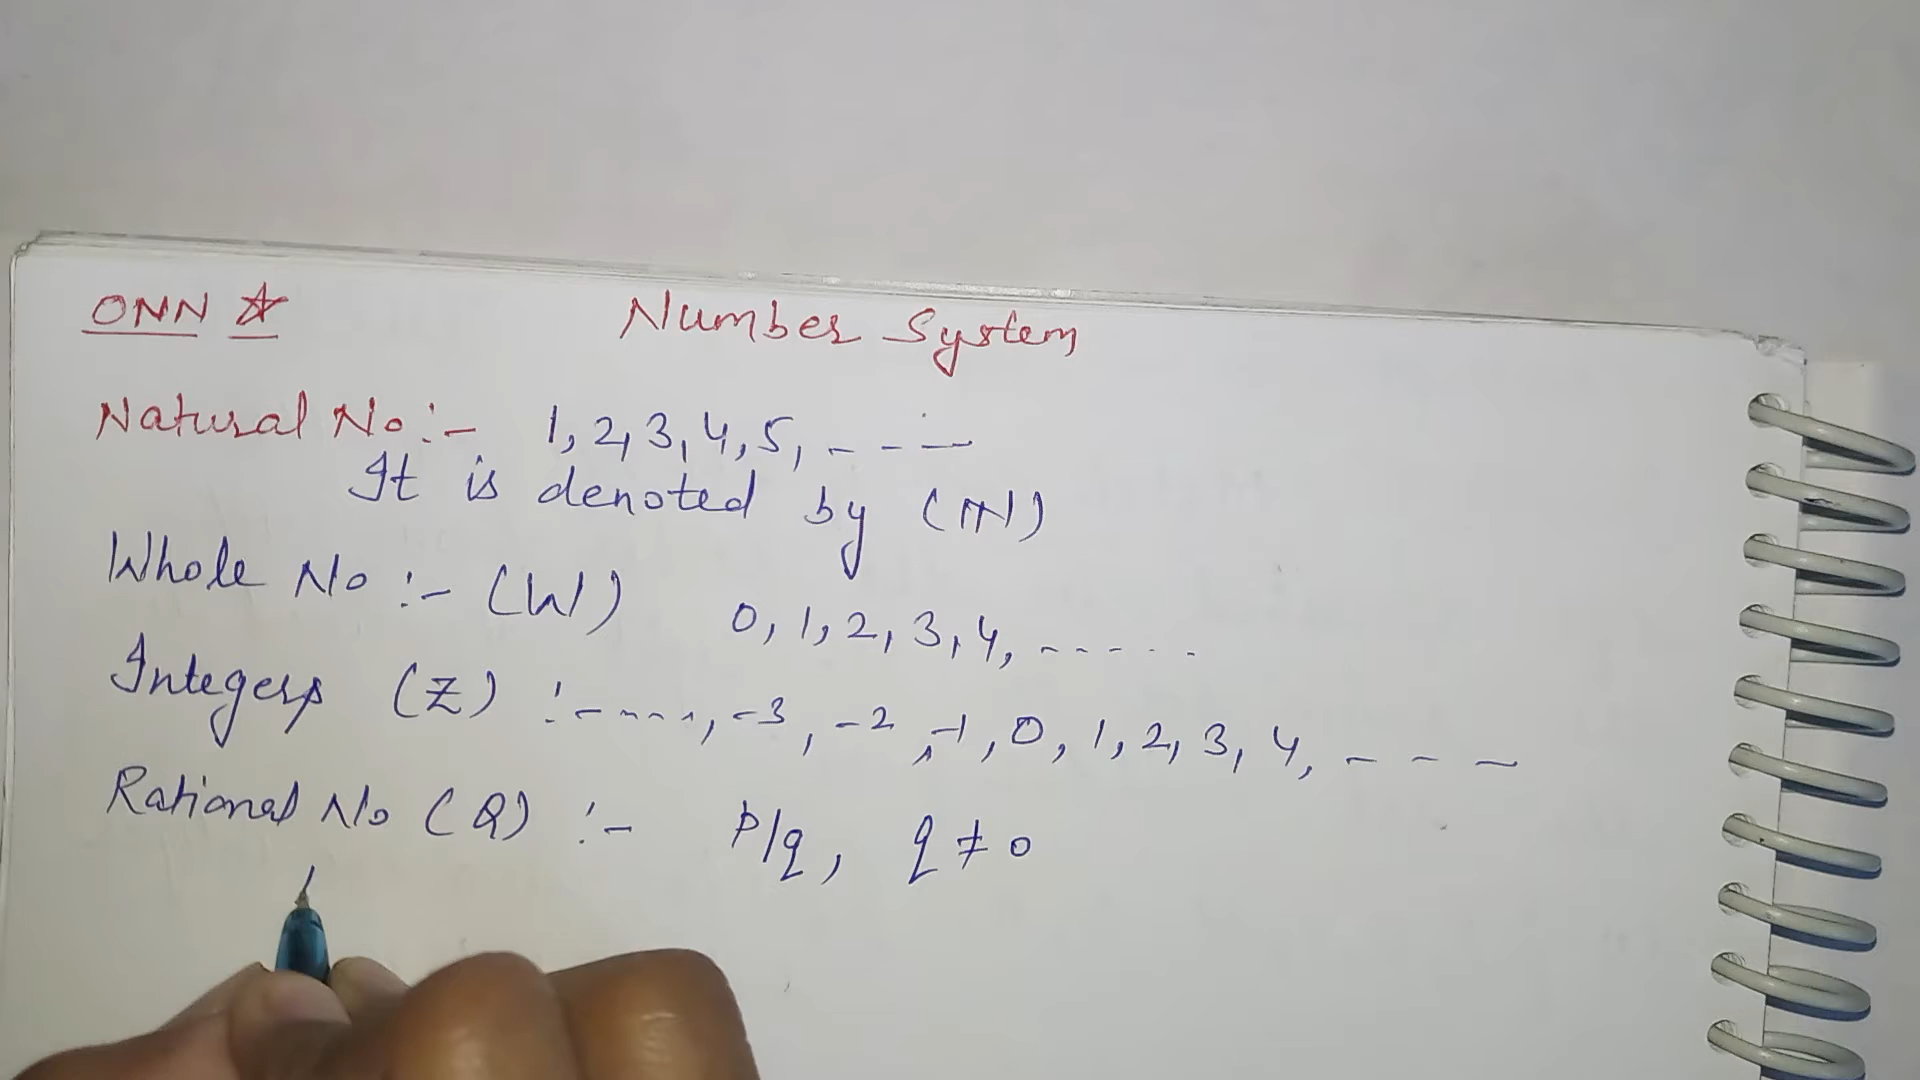 ONN ☆ Number System
Natural No :- 1, 2, 3, 4, 5, - - -
It is denoted by (N)
Whole No :- (W) 0, 1, 2, 3, 4, - - - - -
Integers (Z) :- - - - -, -3, -2, -1, 0, 1, 2, 3, 4, - - -
Rational No (Q) :- p/q, q ≠ 0